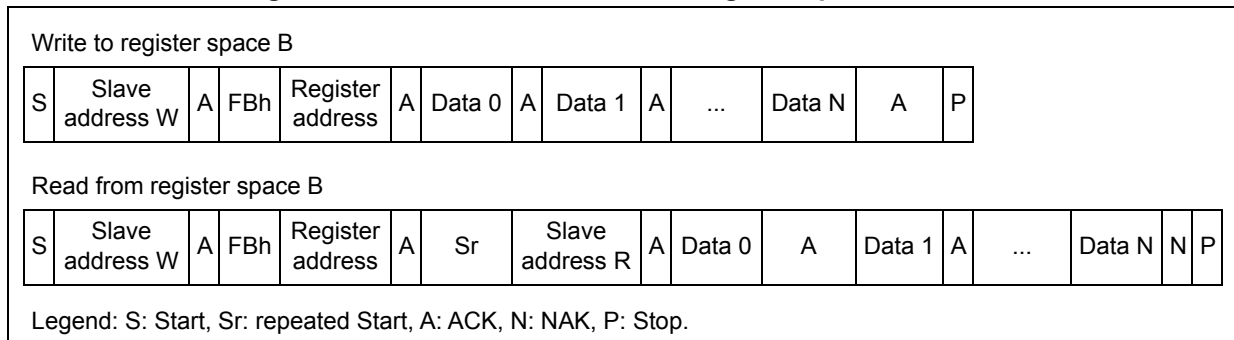 Write to register space B
S Slave address W A FBh Register address A Data 0 A Data 1 A ... Data N A P
Read from register space B
S Slave address W A FBh Register address A Sr Slave address R A Data 0 A Data 1 A ... Data N N P
Legend: S: Start, Sr: repeated Start, A: ACK, N: NAK, P: Stop.